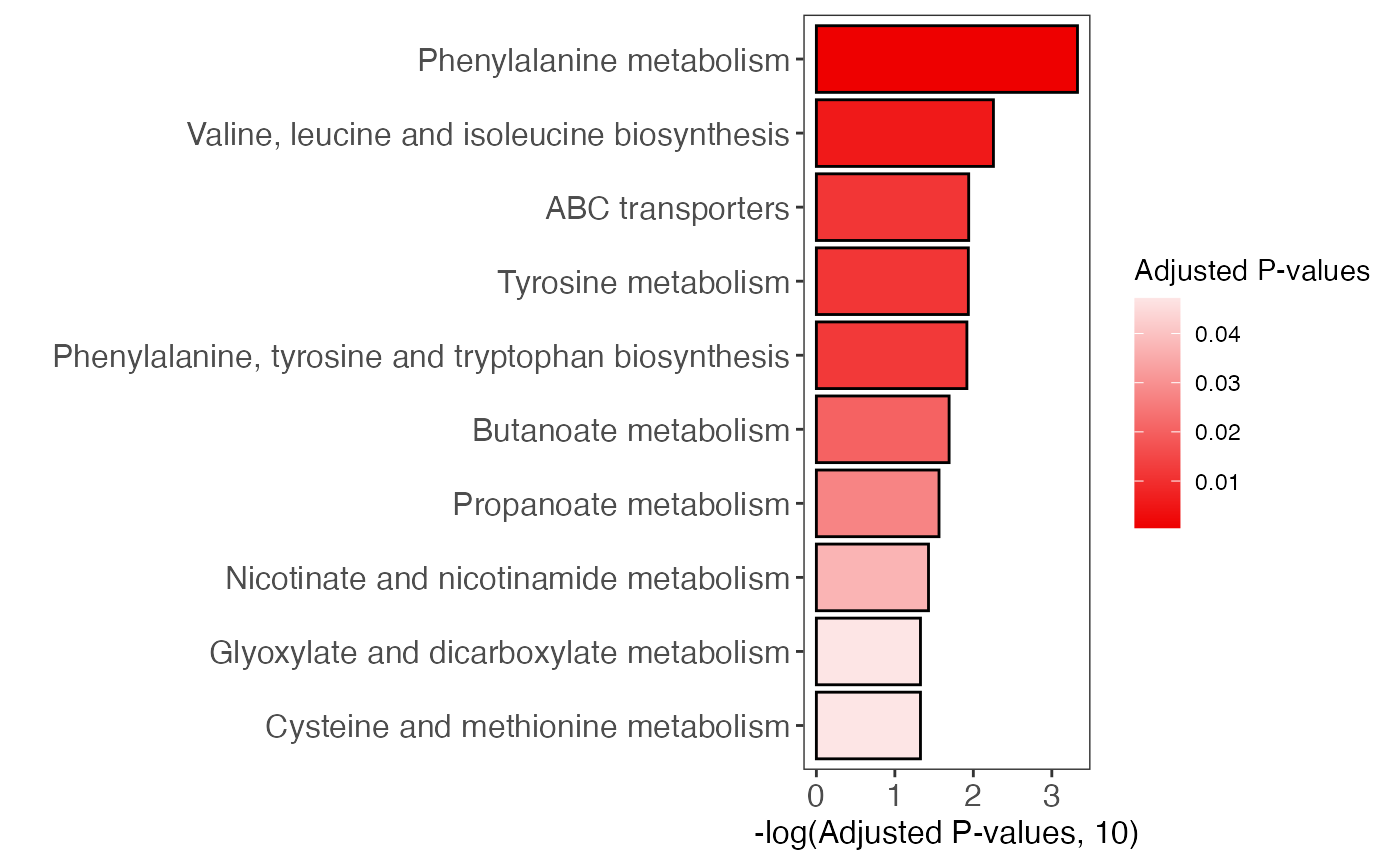 Phenylalanine metabolism
Valine, leucine and isoleucine biosynthesis
ABC transporters
Tyrosine metabolism
Phenylalanine, tyrosine and tryptophan biosynthesis
Butanoate metabolism
Propanoate metabolism
Nicotinate and nicotinamide metabolism
Glyoxylate and dicarboxylate metabolism
Cysteine and methionine metabolism
0 1 2 3
-log(Adjusted P-values, 10)
Adjusted P-values
0.04
0.03
0.02
0.01